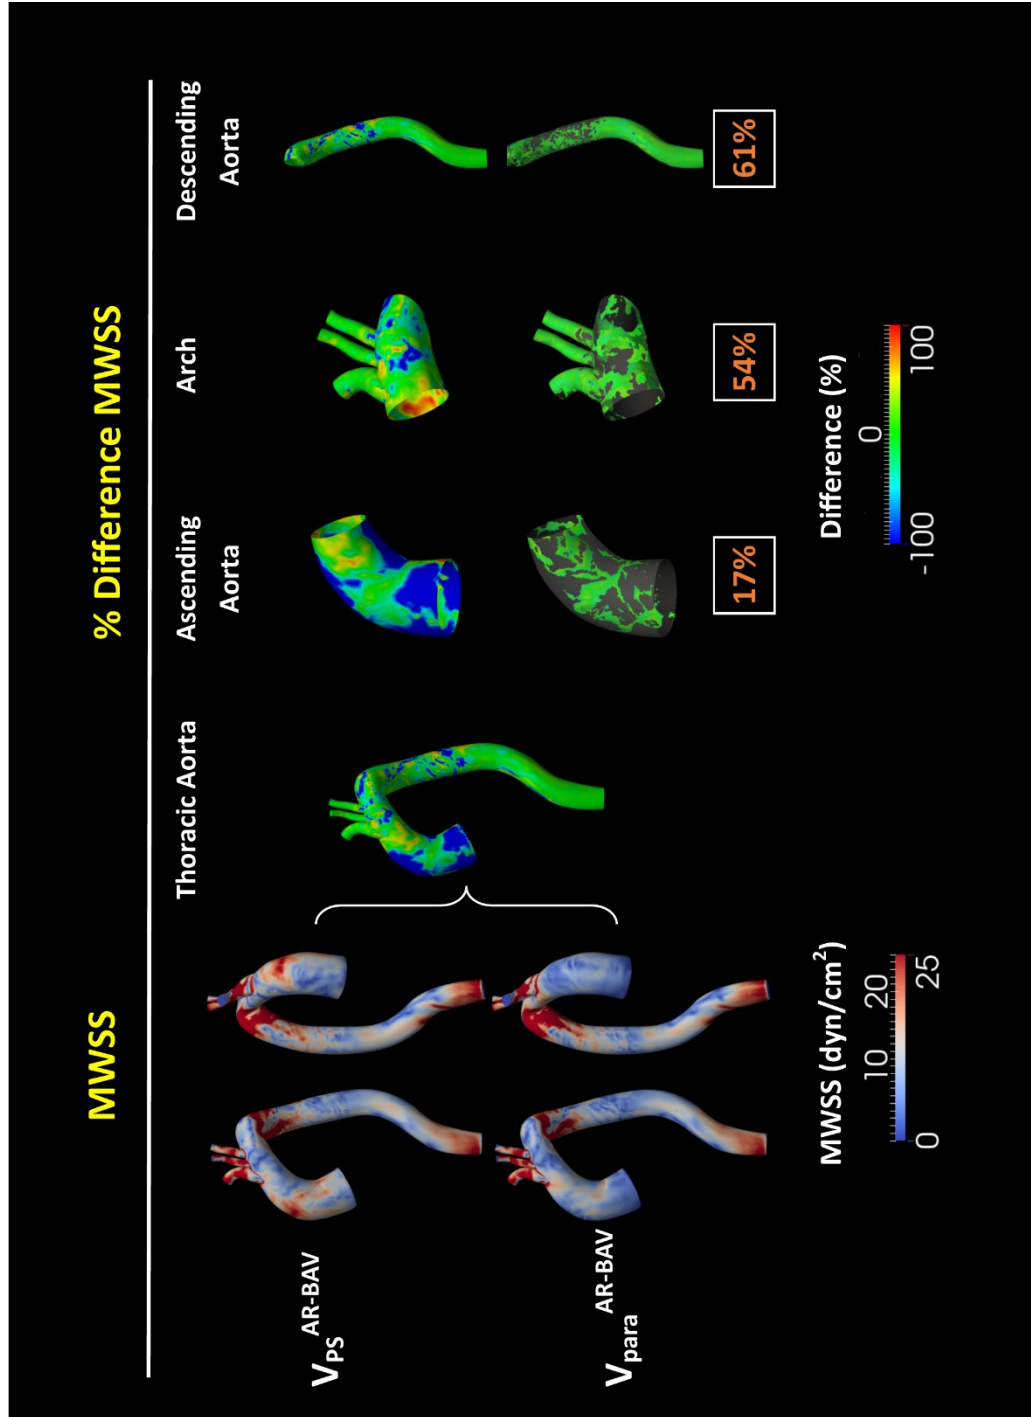 MWSS
% Difference MWSS
Thoracic Aorta
Ascending
Aorta
Arch
Descending
Aorta
V_PS^AR-BAV
V_para^AR-BAV
17%
54%
61%
MWSS (dyn/cm²)
10 20
0 25
Difference (%)
0
-100 100